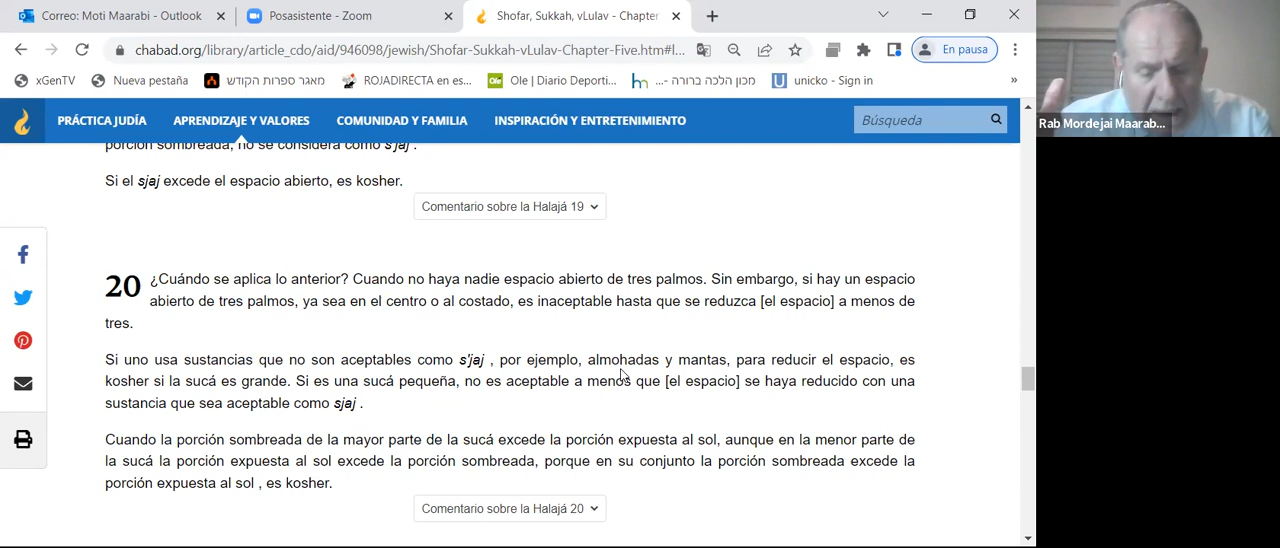 Correo: Moti Maarabi - Outlook
Posasistente - Zoom
Shofar, Sukkah, vLulav - Chapter
chabad.org/library/article_cdo/aid/946098/jewish/Shofar-Sukkah-vLulav-Chapter-Five.htm#l...
En pausa
xGenTV
Nueva pestaña
מאגר ספרות הקודש
ROJADIRECTA en es...
Ole | Diario Deporti...
מכון הלכה ברורה -...
unicko - Sign in
»
PRÁCTICA JUDÍA
APRENDIZAJE Y VALORES
COMUNIDAD Y FAMILIA
INSPIRACIÓN Y ENTRETENIMIENTO
Búsqueda
Rab Mordejai Maarab...
porción sombreada, no se considera como s'jaj .
Si el sjaj excede el espacio abierto, es kosher.
Comentario sobre la Halajá 19
20 ¿Cuándo se aplica lo anterior? Cuando no haya nadie espacio abierto de tres palmos. Sin embargo, si hay un espacio
abierto de tres palmos, ya sea en el centro o al costado, es inaceptable hasta que se reduzca [el espacio] a menos de
tres.
Si uno usa sustancias que no son aceptables como s'jaj , por ejemplo, almohadas y mantas, para reducir el espacio, es
kosher si la sucá es grande. Si es una sucá pequeña, no es aceptable a menos que [el espacio] se haya reducido con una
sustancia que sea aceptable como sjaj .
Cuando la porción sombreada de la mayor parte de la sucá excede la porción expuesta al sol, aunque en la menor parte de
la sucá la porción expuesta al sol excede la porción sombreada, porque en su conjunto la porción sombreada excede la
porción expuesta al sol , es kosher.
Comentario sobre la Halajá 20